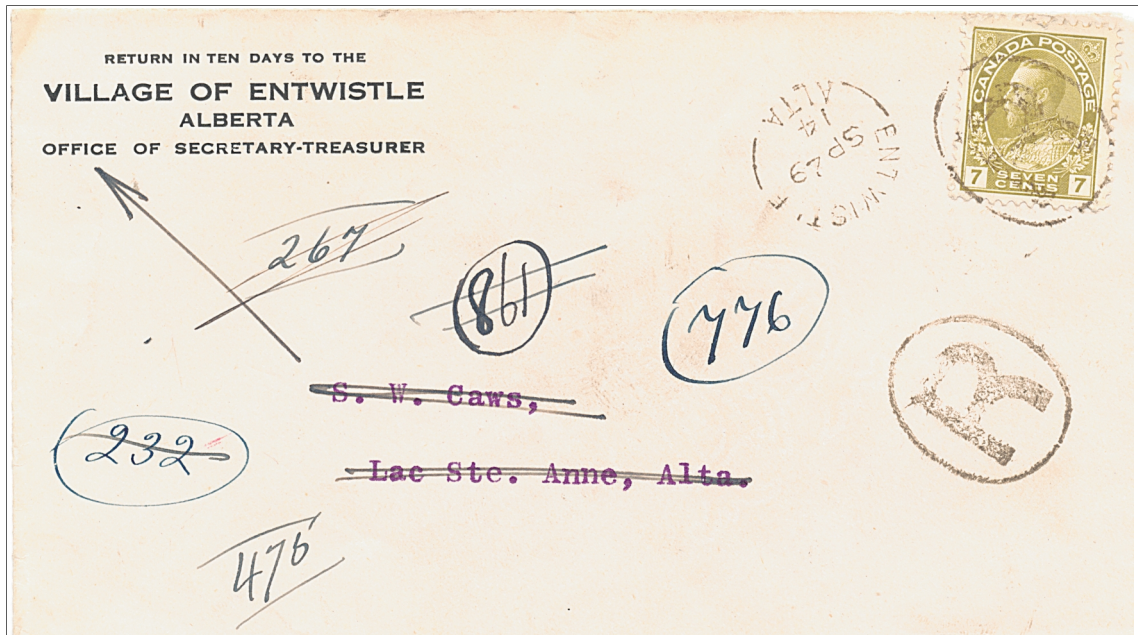 RETURN IN TEN DAYS TO THE
VILLAGE OF ENTWISTLE
ALBERTA
OFFICE OF SECRETARY-TREASURER
ENTWISTLE
SP 14
ALTA
CANADA POSTAGE
7 SEVEN CENTS 7
267
861
776
R
S. W. Caws,
232
Lac Ste. Anne, Alta.
476